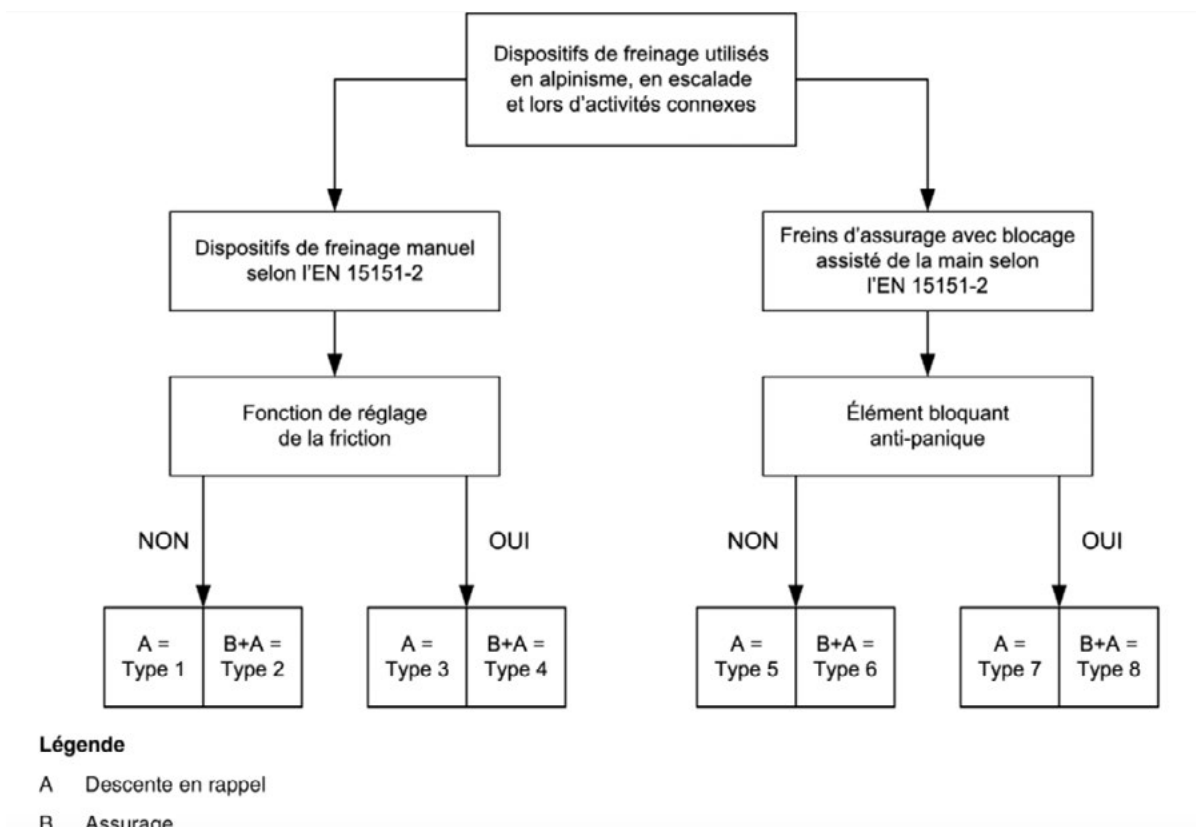 Dispositifs de freinage utilisés
en alpinisme, en escalade
et lors d'activités connexes
Dispositifs de freinage manuel
selon l'EN 15151-2
Freins d'assurage avec blocage
assisté de la main selon
l'EN 15151-2
Fonction de réglage
de la friction
Élément bloquant
anti-panique
NON
OUI
NON
OUI
A =
Type 1
B+A =
Type 2
A =
Type 3
B+A =
Type 4
A =
Type 5
B+A =
Type 6
A =
Type 7
B+A =
Type 8
Légende
A Descente en rappel
B Assurage